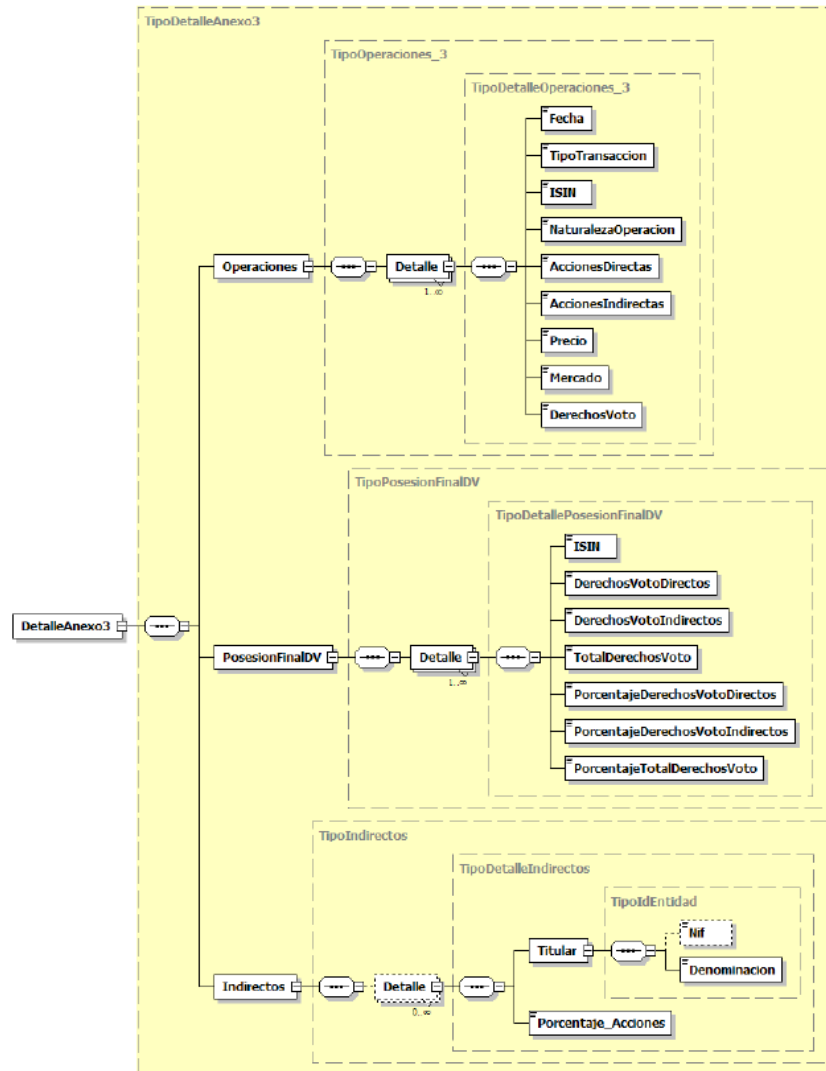 TipoDetalleAnexo3
TipoOperaciones_3
TipoDetalleOperaciones_3
Fecha
TipoTransaccion
ISIN
NaturalezaOperacion
Operaciones
Detalle
1..∞
AccionesDirectas
AccionesIndirectas
Precio
Mercado
DerechosVoto
TipoPosesionFinalDV
TipoDetallePosesionFinalDV
ISIN
DerechosVotoDirectos
DerechosVotoIndirectos
DetalleAnexo3
PosesionFinalDV
Detalle
1..∞
TotalDerechosVoto
PorcentajeDerechosVotoDirectos
PorcentajeDerechosVotoIndirectos
PorcentajeTotalDerechosVoto
TipoIndirectos
TipoDetalleIndirectos
TipoIdEntidad
Nif
Titular
Denominacion
Indirectos
Detalle
0..∞
Porcentaje_Acciones